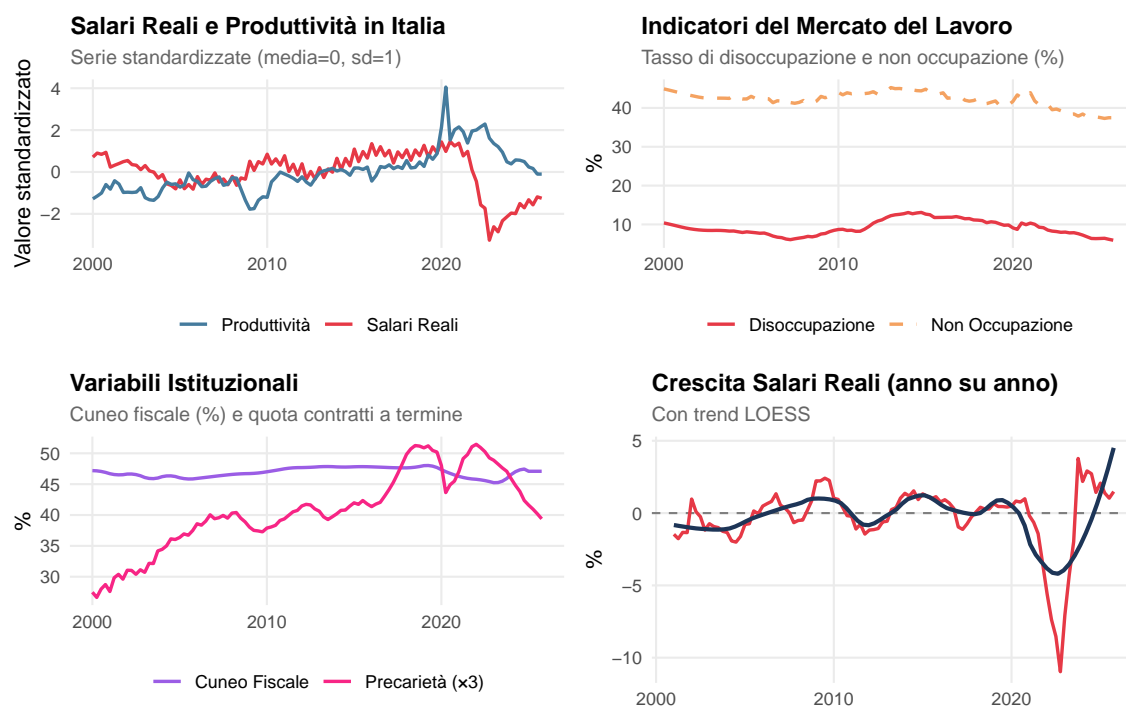 Salari Reali e Produttività in Italia
Serie standardizzate (media=0, sd=1)
Valore standardizzato
4
2
0
−2
2000
2010
2020
Produttività
Salari Reali
Indicatori del Mercato del Lavoro
Tasso di disoccupazione e non occupazione (%)
%
40
30
20
10
2000
2010
2020
Disoccupazione
Non Occupazione
Variabili Istituzionali
Cuneo fiscale (%) e quota contratti a termine
%
50
45
40
35
30
2000
2010
2020
Cuneo Fiscale
Precarietà (×3)
Crescita Salari Reali (anno su anno)
Con trend LOESS
%
5
0
−5
−10
2000
2010
2020